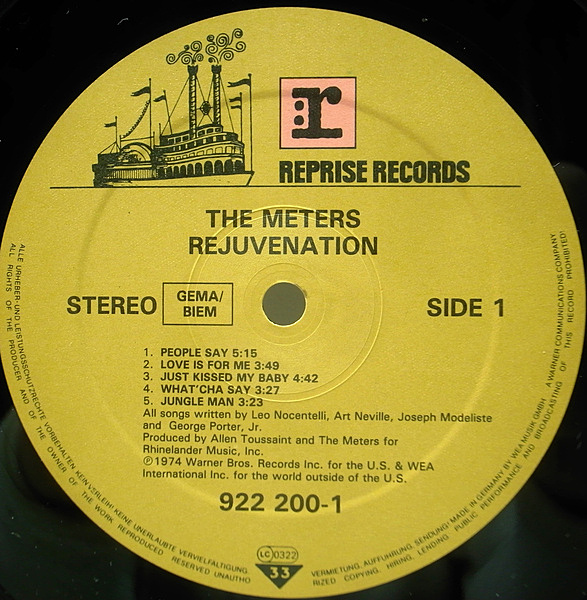 r
REPRISE RECORDS
THE METERS
REJUVENATION
STEREO
GEMA/
BIEM
SIDE 1
1. PEOPLE SAY 5:15
2. LOVE IS FOR ME 3:49
3. JUST KISSED MY BABY 4:42
4. WHAT'CHA SAY 3:27
5. JUNGLE MAN 3:23
All songs written by Leo Nocentelli, Art Neville, Joseph Modeliste
and George Porter, Jr.
Produced by Allen Toussaint and The Meters for
Rhinelander Music, Inc.
℗1974 Warner Bros. Records Inc. for the U.S. & WEA
International Inc. for the world outside of the U.S.
922 200-1
LC 0322
33
ALLE URHEBER- UND LEISTUNGSSCHUTZRECHTE VORBEHALTEN KEIN VERLEIH! KEINE UNERLAUBTE VERVIELFÄLTIGUNG,
VERMIETUNG, AUFFÜHRUNG, SENDUNG! MADE IN GERMANY BY WEA MUSIK GMBH A WARNER COMMUNICATIONS COMPANY
ALL RIGHTS OF THE PRODUCER AND OF THE OWNER OF THE WORK REPRODUCED RESERVED UNAUTHO
RIZED COPYING, HIRING, LENDING PUBLIC PERFORMANCE AND BROADCASTING OF THIS RECORD PROHIBITED!